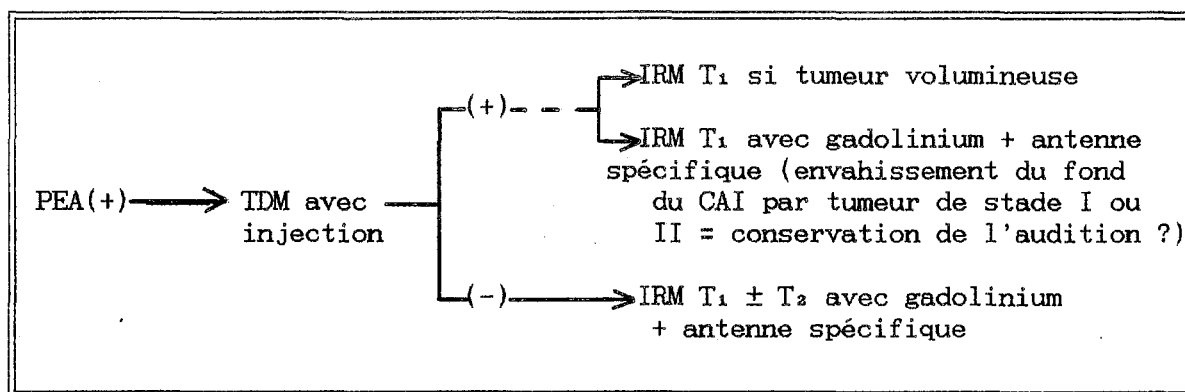 PEA(+)
TDM avec
injection
(+)
IRM T₁ si tumeur volumineuse
IRM T₁ avec gadolinium + antenne
spécifique (envahissement du fond
du CAI par tumeur de stade I ou
II = conservation de l'audition ?)
(-)
IRM T₁ ± T₂ avec gadolinium
+ antenne spécifique